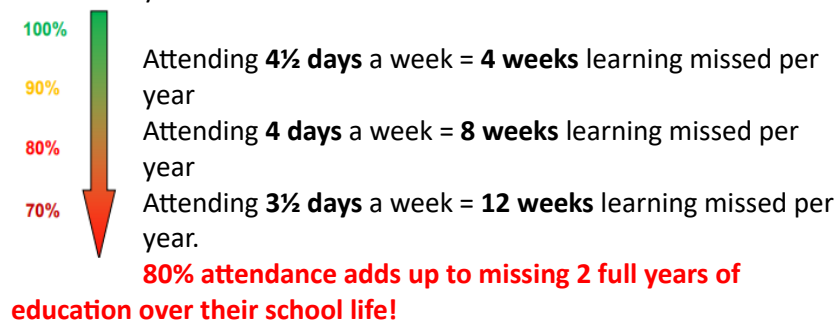 100%
Attending 4½ days a week = 4 weeks learning missed per
90%
year
Attending 4 days a week = 8 weeks learning missed per
80%
year
70%
Attending 3½ days a week = 12 weeks learning missed per
year.
80% attendance adds up to missing 2 full years of
education over their school life!